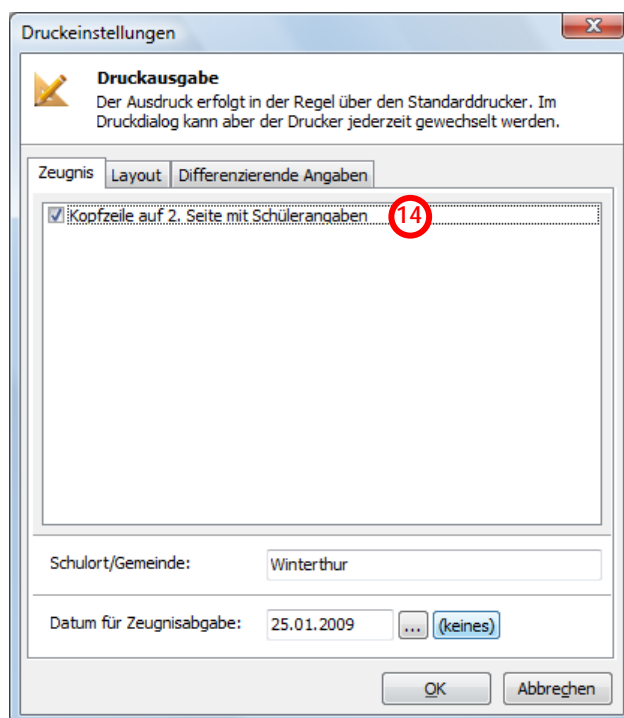 Druckeinstellungen
X
Druckausgabe
Der Ausdruck erfolgt in der Regel über den Standarddrucker. Im
Druckdialog kann aber der Drucker jederzeit gewechselt werden.
Zeugnis Layout Differenzierende Angaben
Kopfzeile auf 2. Seite mit Schülerangaben 14
Schulort/Gemeinde: Winterthur
Datum für Zeugnisabgabe: 25.01.2009 ... (keines)
OK Abbrechen